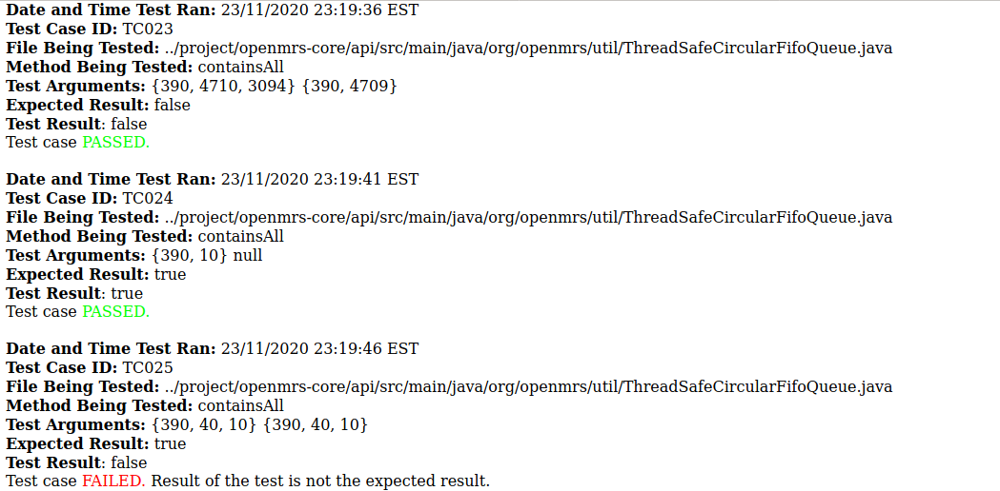 Date and Time Test Ran: 23/11/2020 23:19:36 EST
Test Case ID: TC023
File Being Tested: ../project/openmrs-core/api/src/main/java/org/openmrs/util/ThreadSafeCircularFifoQueue.java
Method Being Tested: containsAll
Test Arguments: {390, 4710, 3094} {390, 4709}
Expected Result: false
Test Result: false
Test case PASSED.
Date and Time Test Ran: 23/11/2020 23:19:41 EST
Test Case ID: TC024
File Being Tested: ../project/openmrs-core/api/src/main/java/org/openmrs/util/ThreadSafeCircularFifoQueue.java
Method Being Tested: containsAll
Test Arguments: {390, 10} null
Expected Result: true
Test Result: true
Test case PASSED.
Date and Time Test Ran: 23/11/2020 23:19:46 EST
Test Case ID: TC025
File Being Tested: ../project/openmrs-core/api/src/main/java/org/openmrs/util/ThreadSafeCircularFifoQueue.java
Method Being Tested: containsAll
Test Arguments: {390, 40, 10} {390, 40, 10}
Expected Result: true
Test Result: false
Test case FAILED. Result of the test is not the expected result.